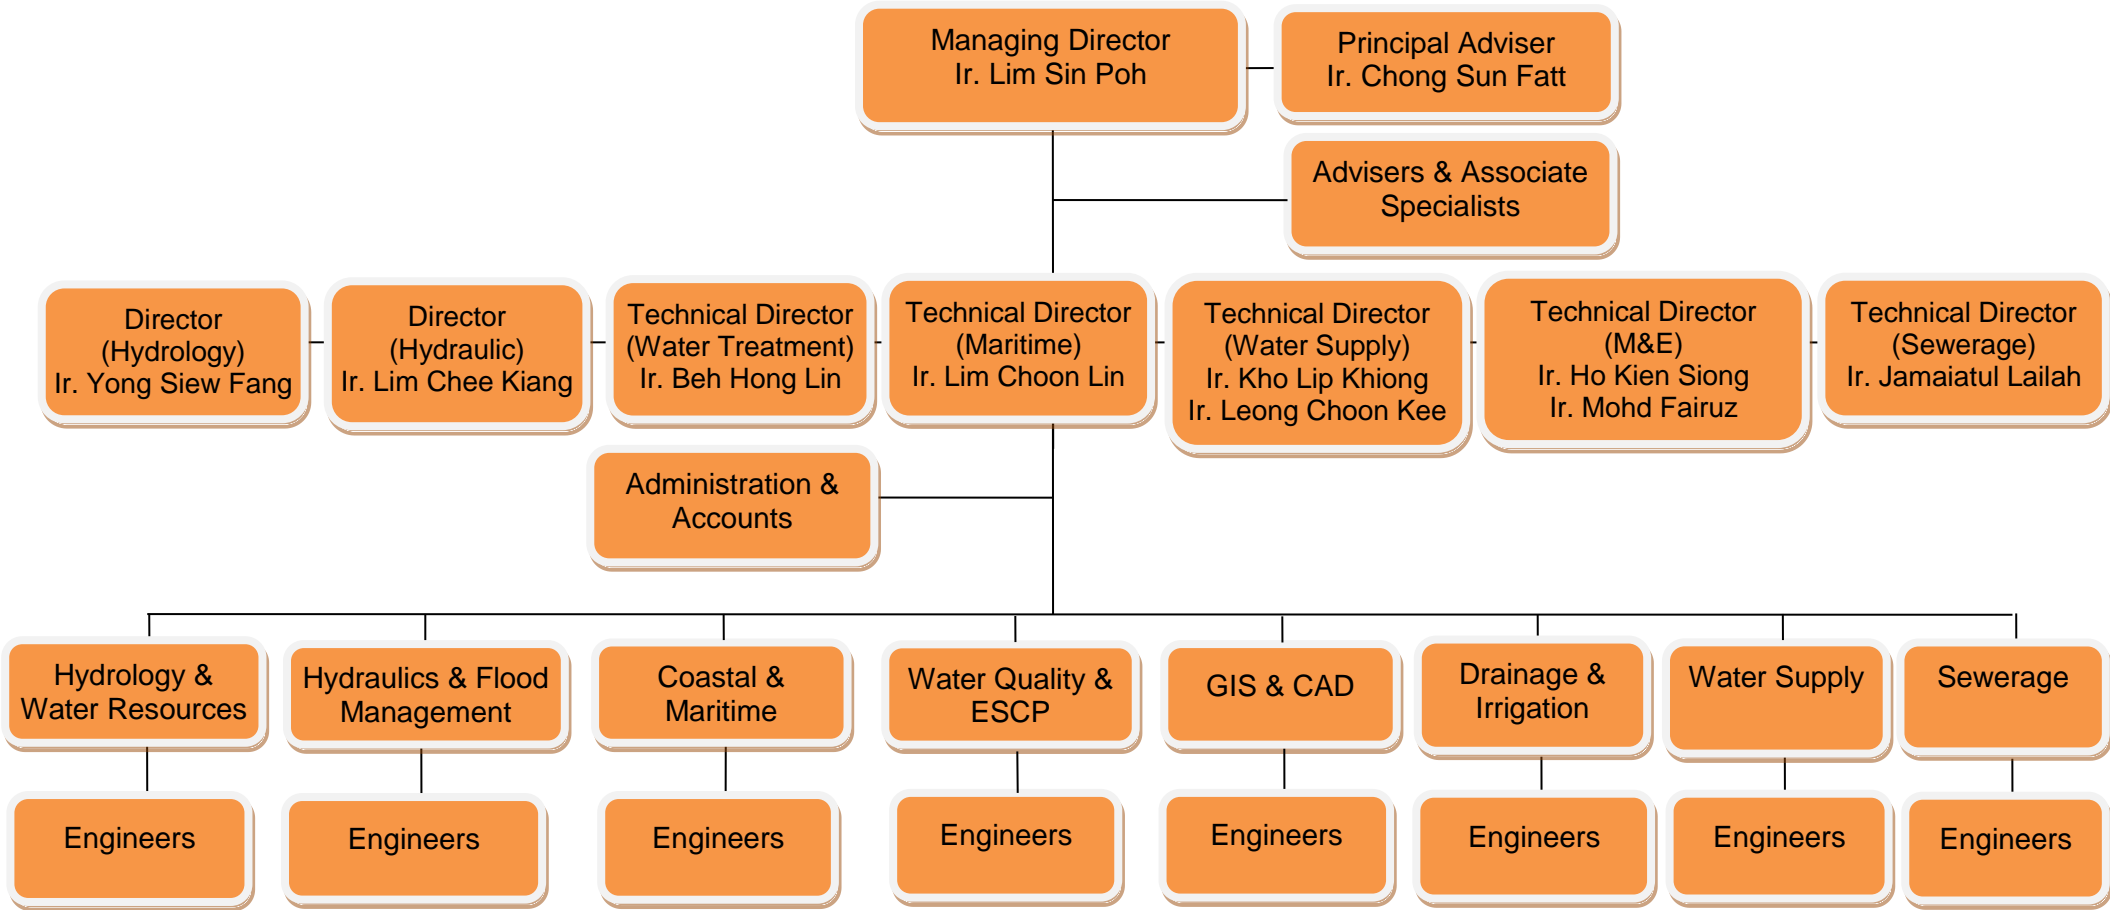 Managing Director
Ir. Lim Sin Poh
Principal Adviser
Ir. Chong Sun Fatt
Advisers & Associate
Specialists
Director
(Hydrology)
Ir. Yong Siew Fang
Director
(Hydraulic)
Ir. Lim Chee Kiang
Technical Director
(Water Treatment)
Ir. Beh Hong Lin
Technical Director
(Maritime)
Ir. Lim Choon Lin
Technical Director
(Water Supply)
Ir. Kho Lip Khiong
Ir. Leong Choon Kee
Technical Director
(M&E)
Ir. Ho Kien Siong
Ir. Mohd Fairuz
Technical Director
(Sewerage)
Ir. Jamaiatul Lailah
Administration &
Accounts
Hydrology &
Water Resources
Hydraulics & Flood
Management
Coastal &
Maritime
Water Quality &
ESCP
GIS & CAD
Drainage &
Irrigation
Water Supply
Sewerage
Engineers
Engineers
Engineers
Engineers
Engineers
Engineers
Engineers
Engineers